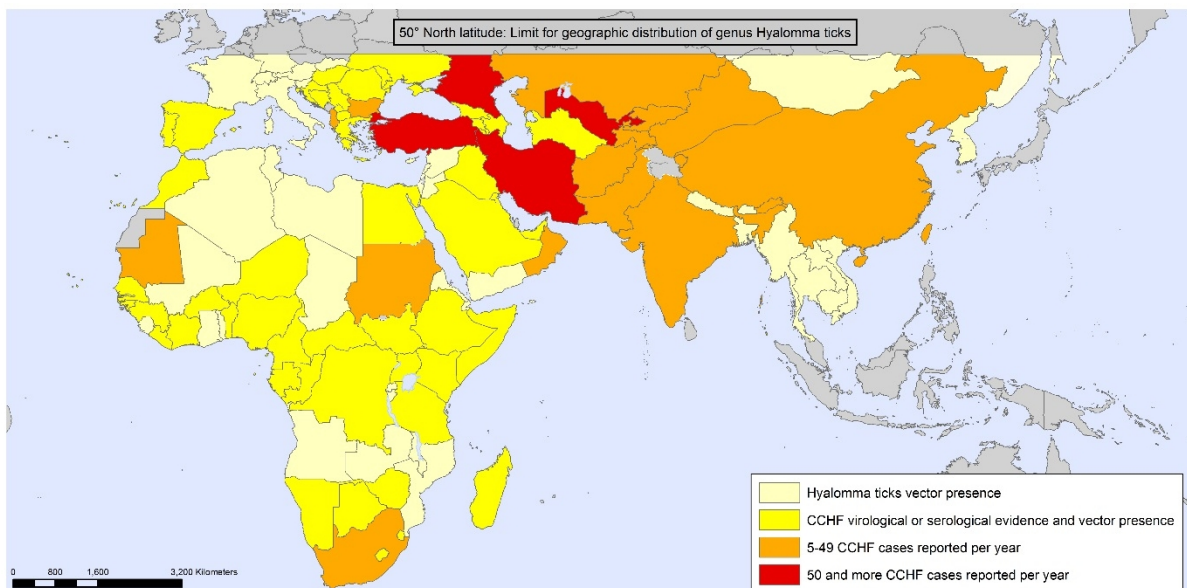 50° North latitude: Limit for geographic distribution of genus Hyalomma ticks
Hyalomma ticks vector presence
CCHF virological or serological evidence and vector presence
5-49 CCHF cases reported per year
50 and more CCHF cases reported per year
0 800 1,600 3,200 Kilometers